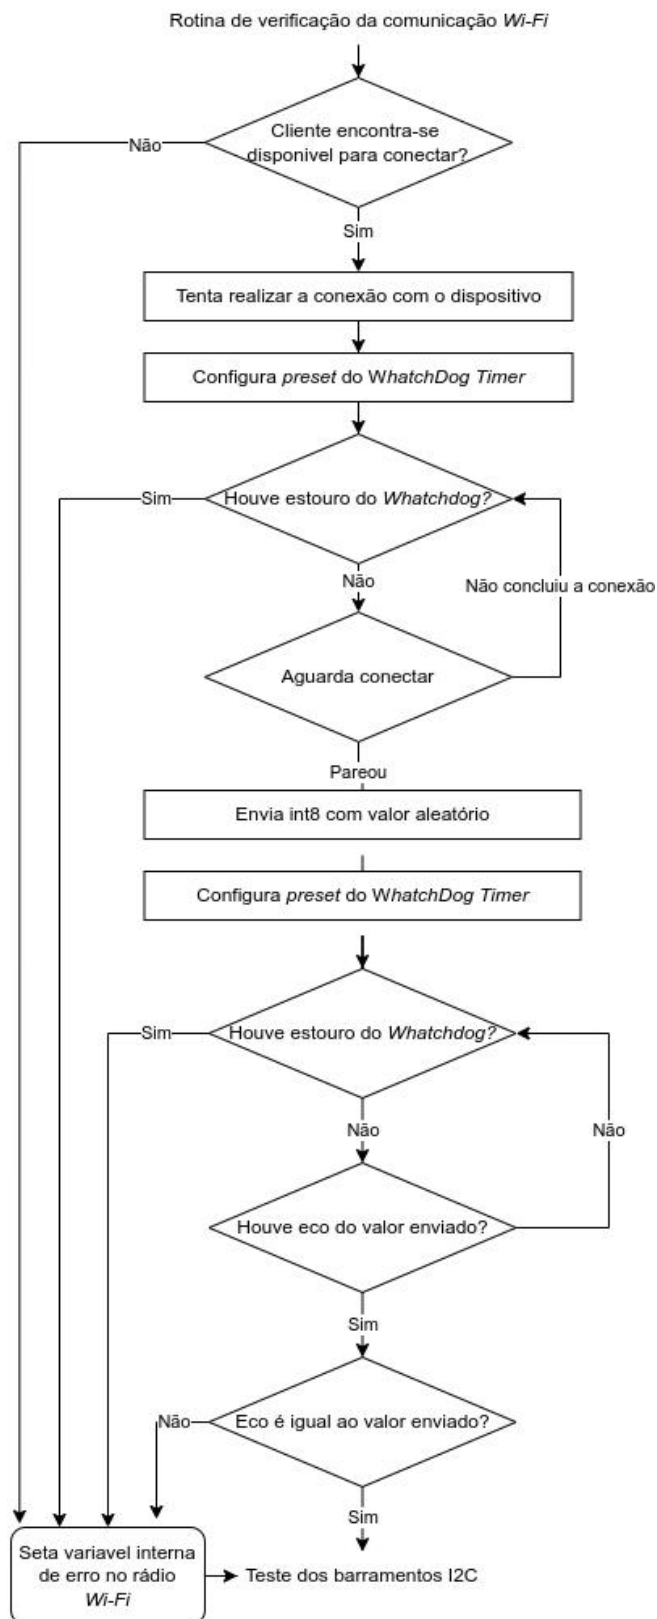 Rotina de verificação da comunicação Wi-Fi
Cliente encontra-se
disponivel para conectar?
Não
Sim
Tenta realizar a conexão com o dispositivo
Configura preset do WhatchDog Timer
Houve estouro do Whatchdog?
Sim
Não
Não concluiu a conexão
Aguarda conectar
Pareou
Envia int8 com valor aleatório
Configura preset do WhatchDog Timer
Houve estouro do Whatchdog?
Sim
Não
Não
Houve eco do valor enviado?
Sim
Eco é igual ao valor enviado?
Não
Sim
Seta variavel interna
de erro no rádio
Wi-Fi
Teste dos barramentos I2C